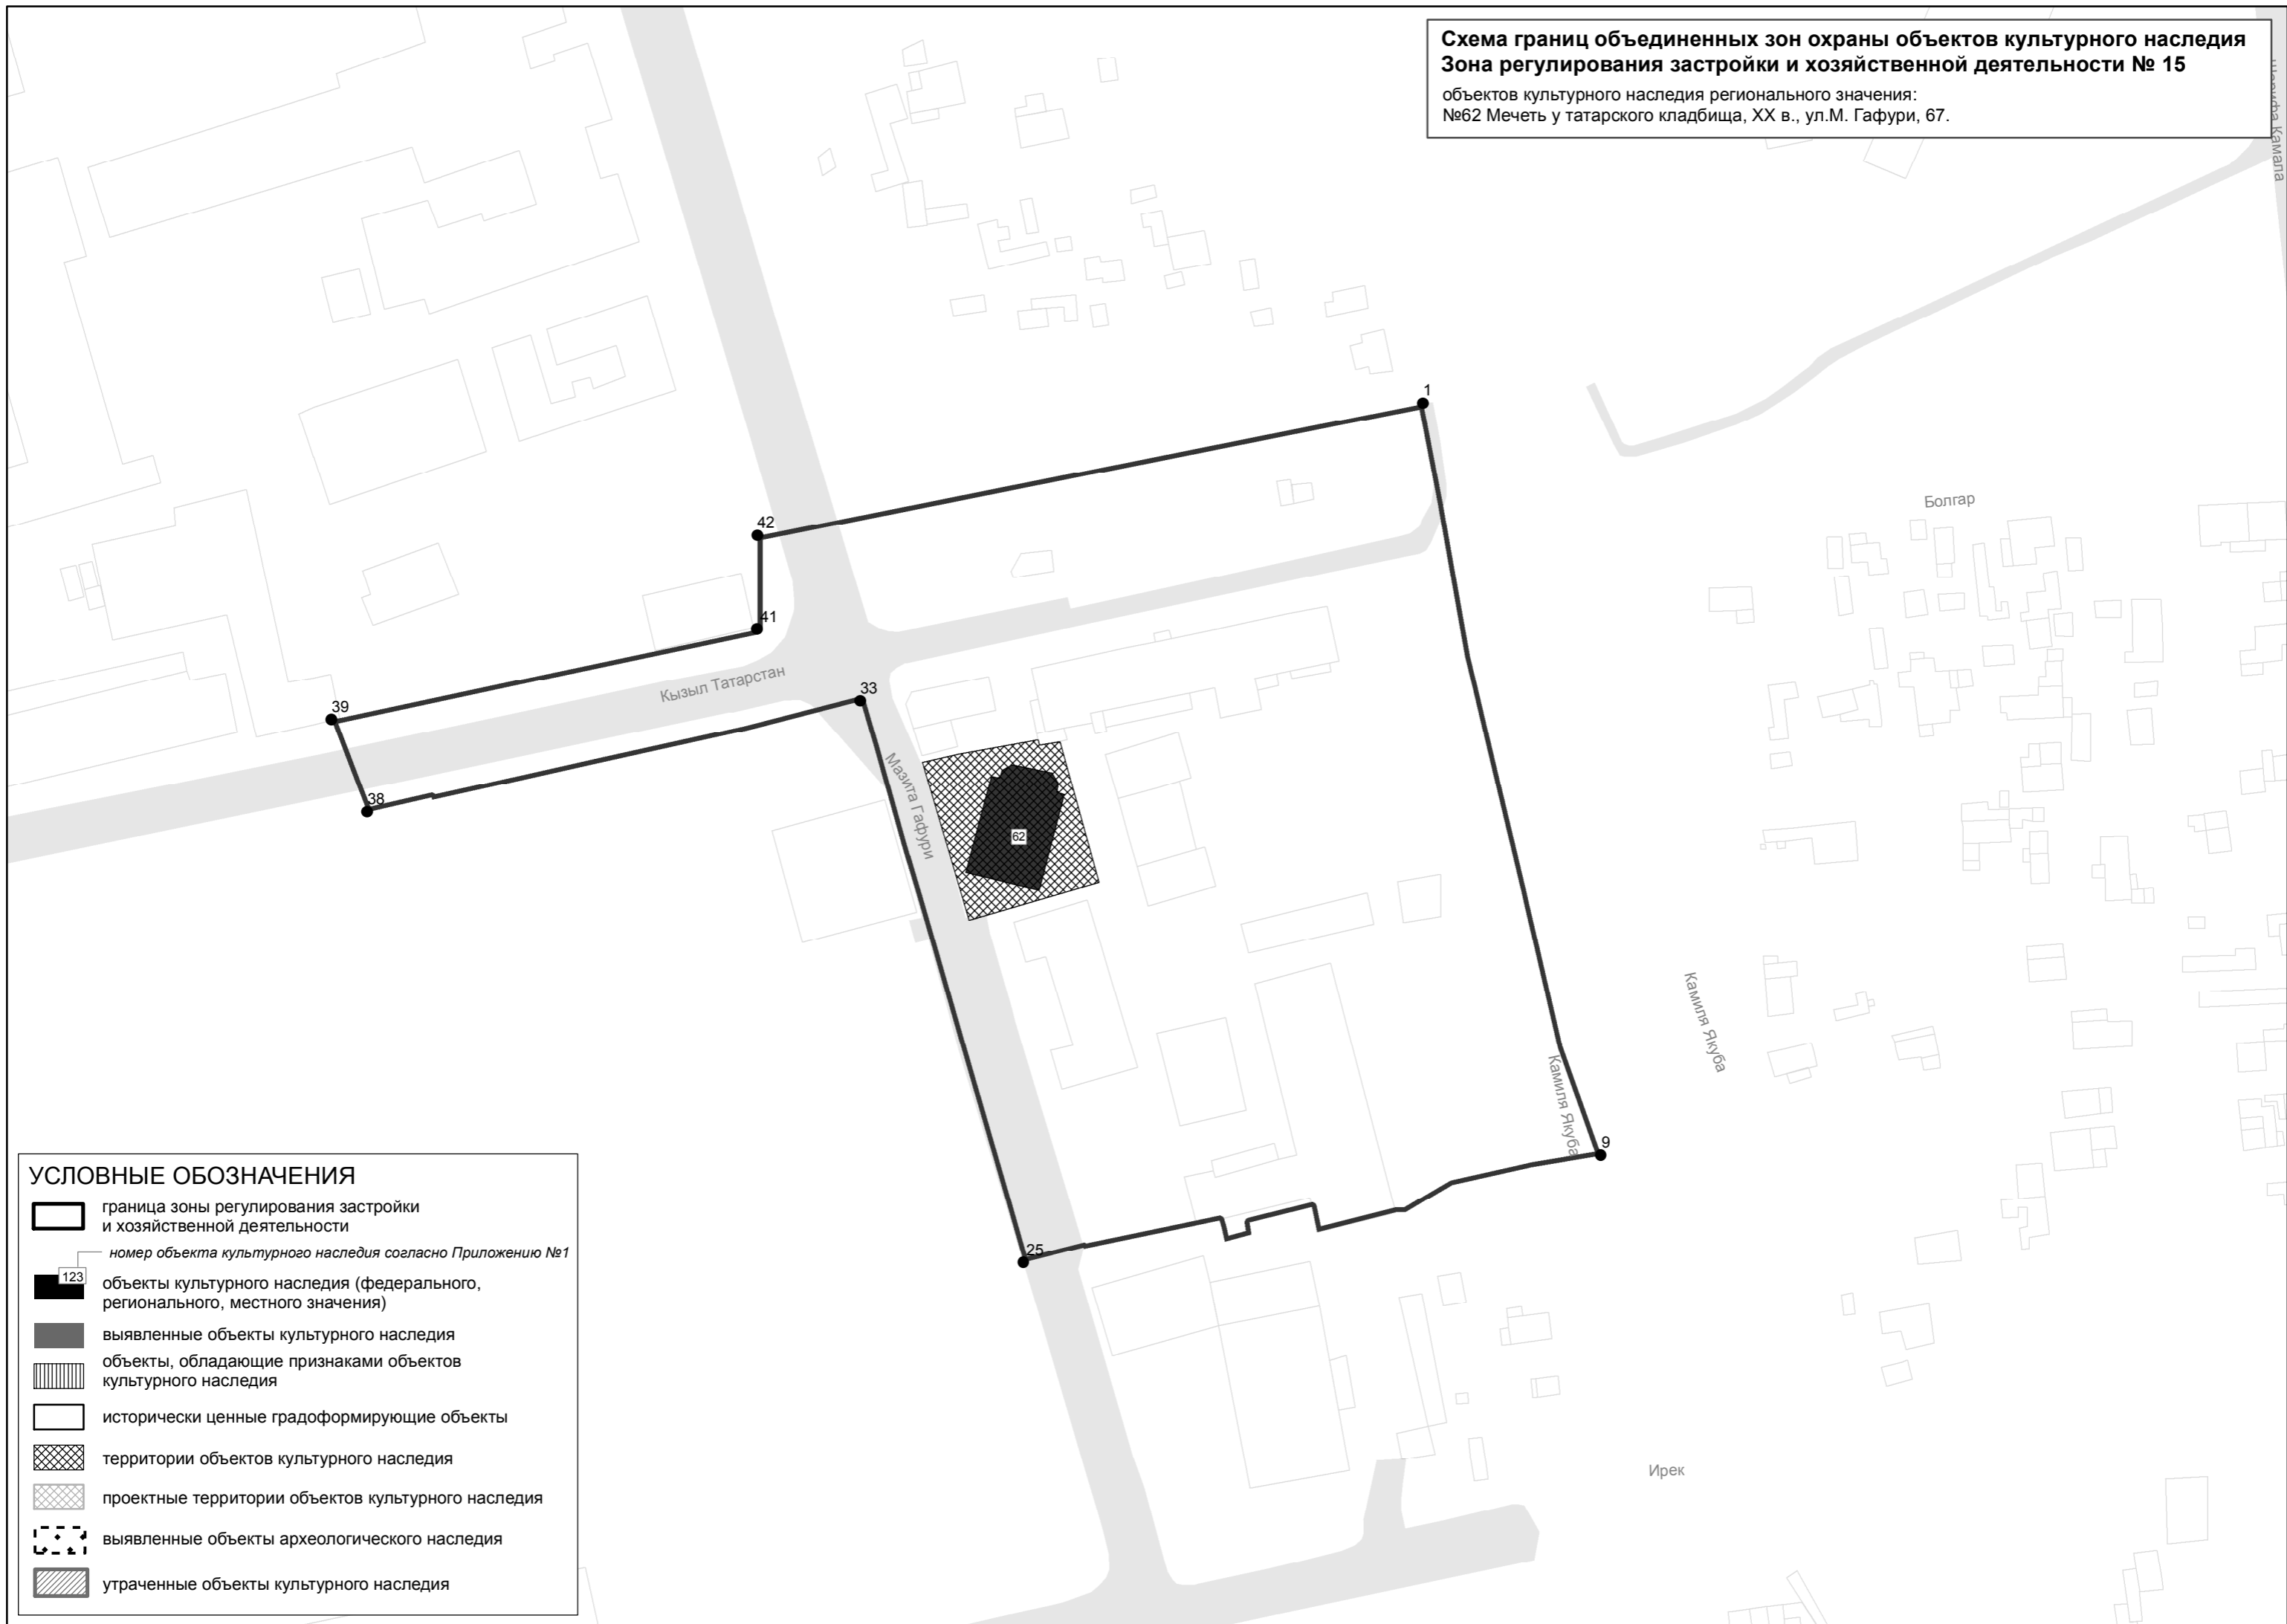 Схема границ объединенных зон охраны объектов культурного наследия
Зона регулирования застройки и хозяйственной деятельности № 15
объектов культурного наследия регионального значения:
№62 Мечеть у татарского кладбища, XX в., ул.М. Гафури, 67.
Шарифа Камала
1
Болгар
42
41
Кызыл Татарстан
33
39
38
Мазита Гафури
62
Камиля Якуба
Камиля Якуба
9
25
Ирек
УСЛОВНЫЕ ОБОЗНАЧЕНИЯ
граница зоны регулирования застройки
и хозяйственной деятельности
номер объекта культурного наследия согласно Приложению №1
123
объекты культурного наследия (федерального,
регионального, местного значения)
выявленные объекты культурного наследия
объекты, обладающие признаками объектов
культурного наследия
исторически ценные градоформирующие объекты
территории объектов культурного наследия
проектные территории объектов культурного наследия
выявленные объекты археологического наследия
утраченные объекты культурного наследия